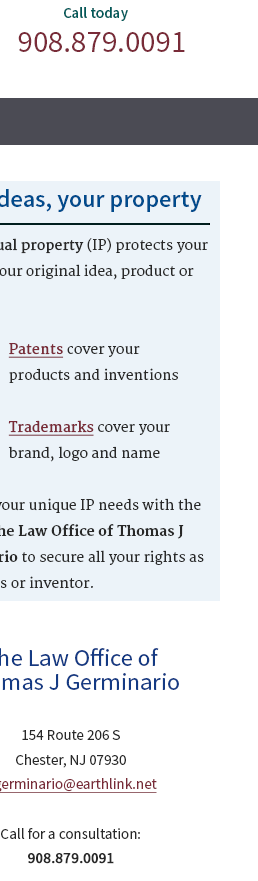 Call today
908.879.0091
deas, your property
ual property (IP) protects your
our original idea, product or
Patents cover your
products and inventions
Trademarks cover your
brand, logo and name
your unique IP needs with the
he Law Office of Thomas J
rio to secure all your rights as
s or inventor.
he Law Office of
mas J Germinario
154 Route 206 S
Chester, NJ 07930
germinario@earthlink.net
Call for a consultation:
908.879.0091